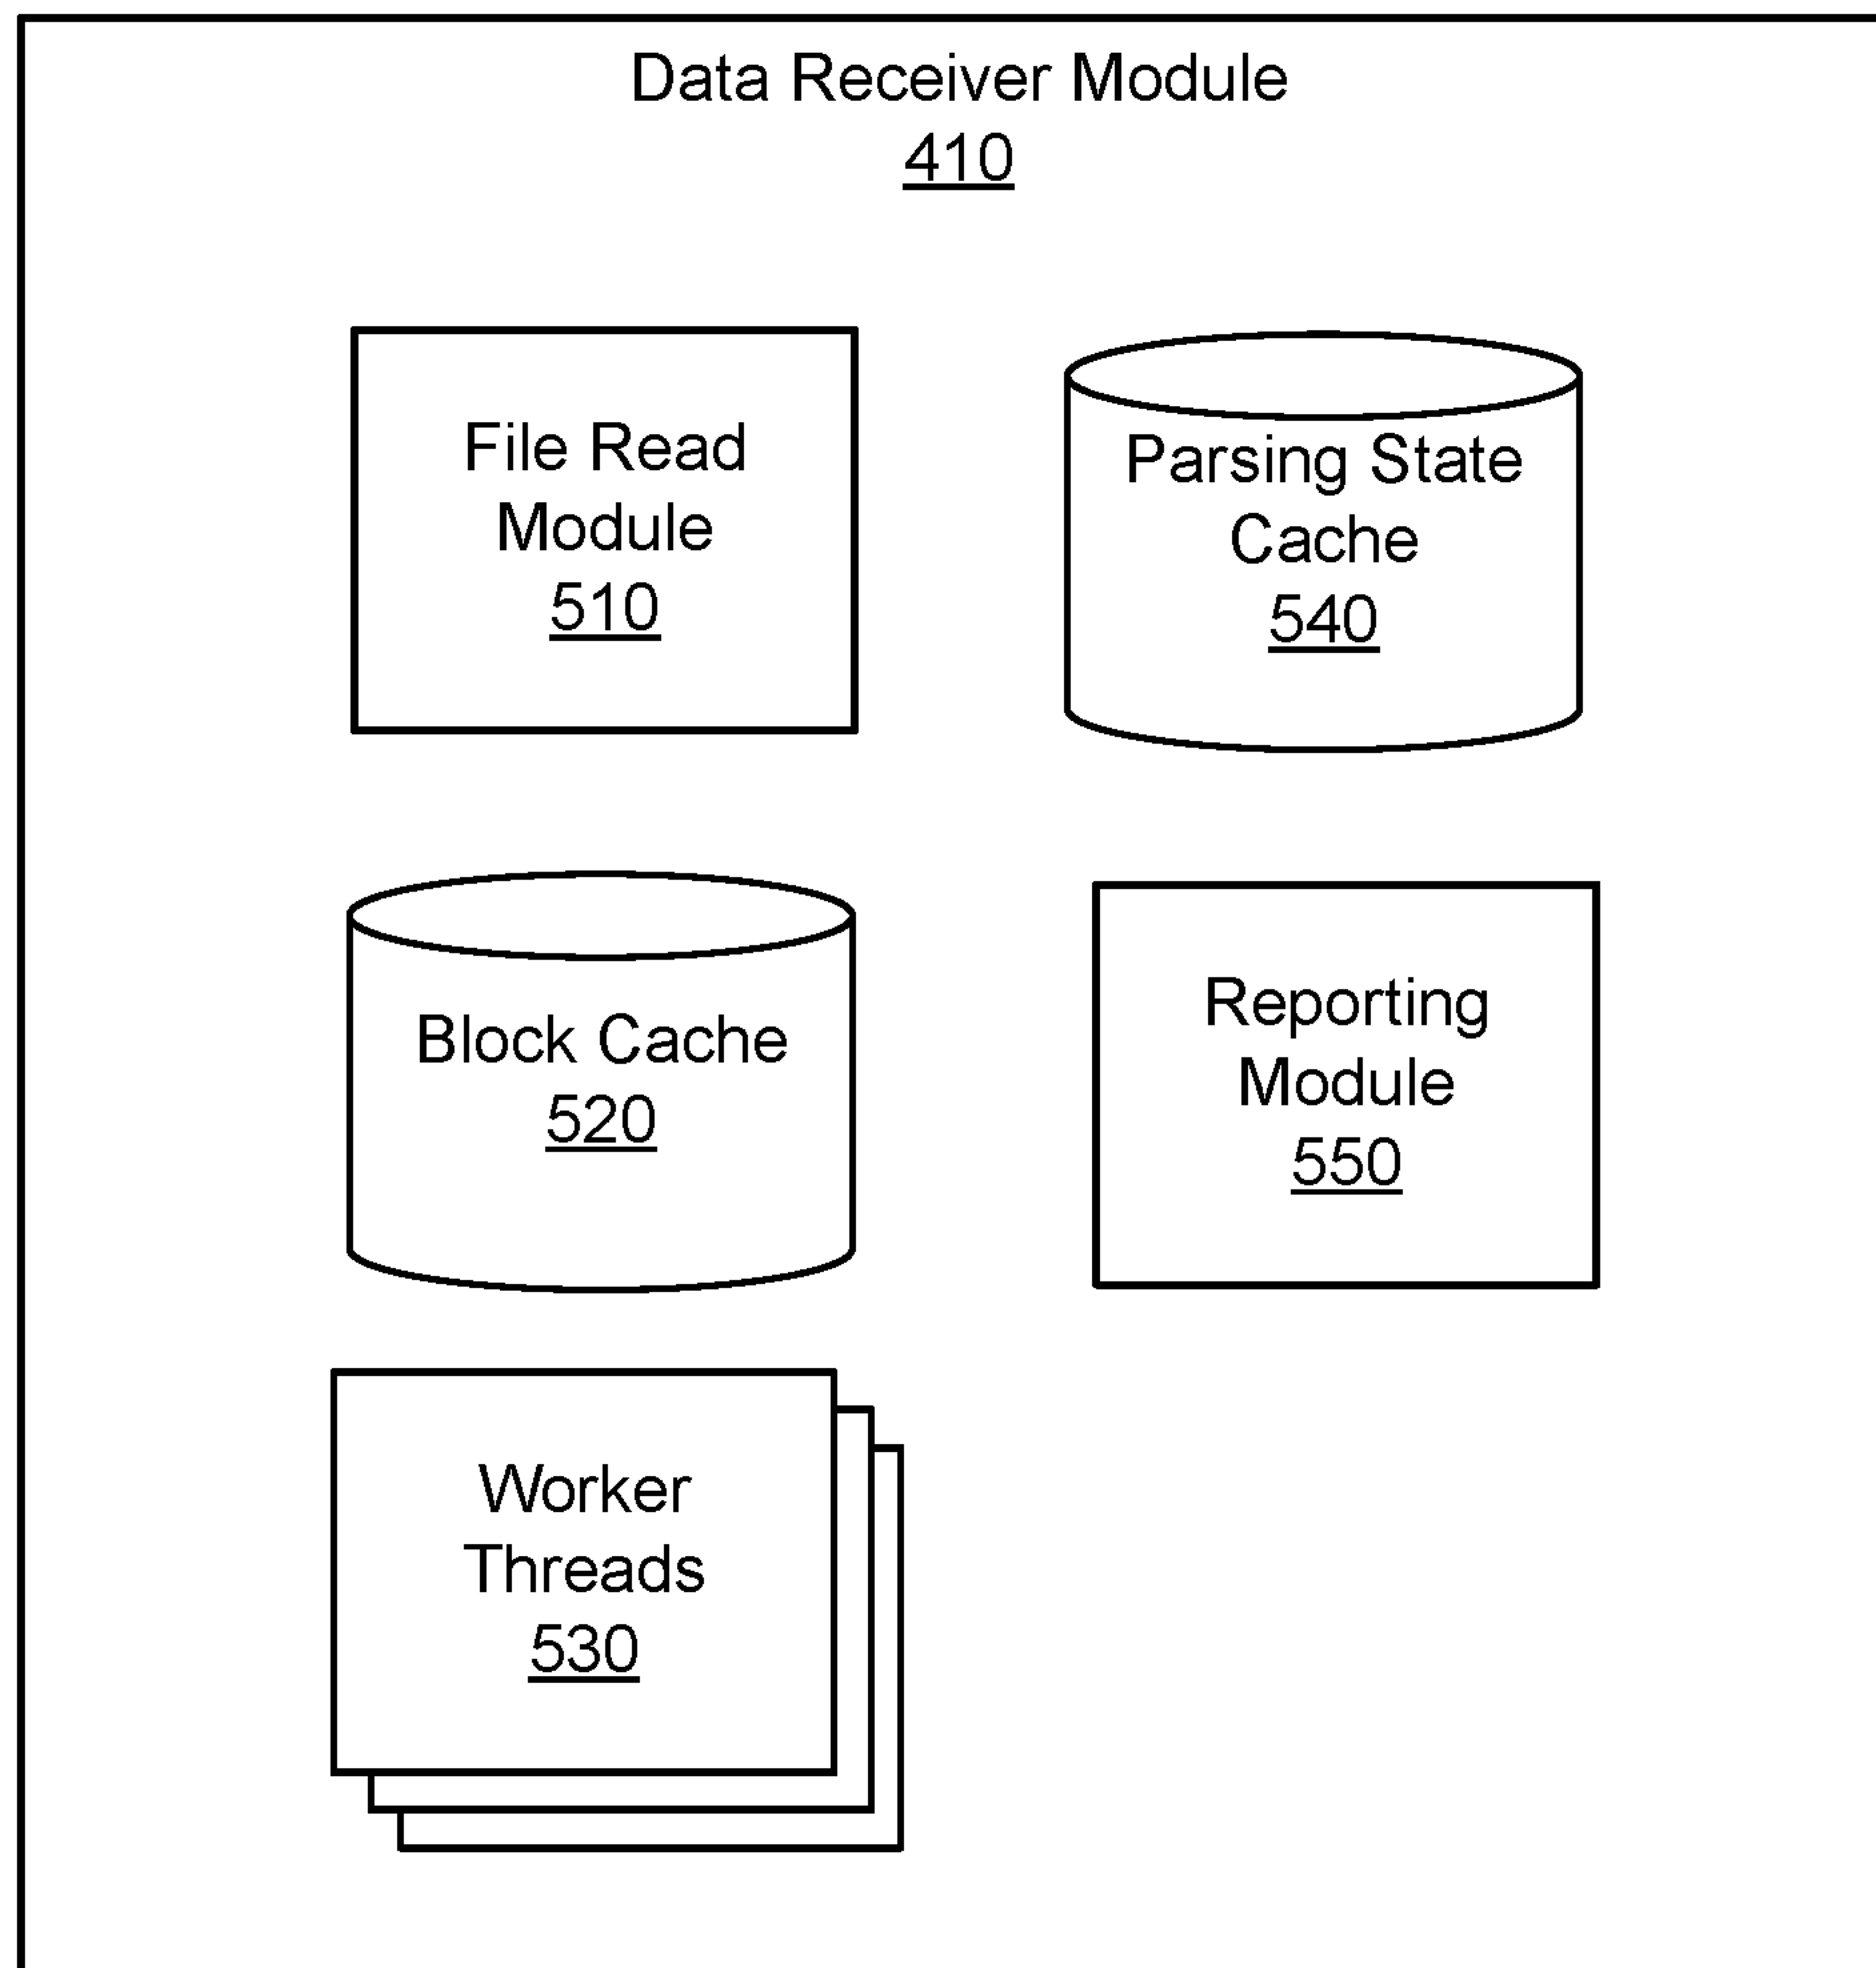 Data Receiver Module
410
File Read
Module
510
Parsing State
Cache
540
Block Cache
520
Reporting
Module
550
Worker
Threads
530